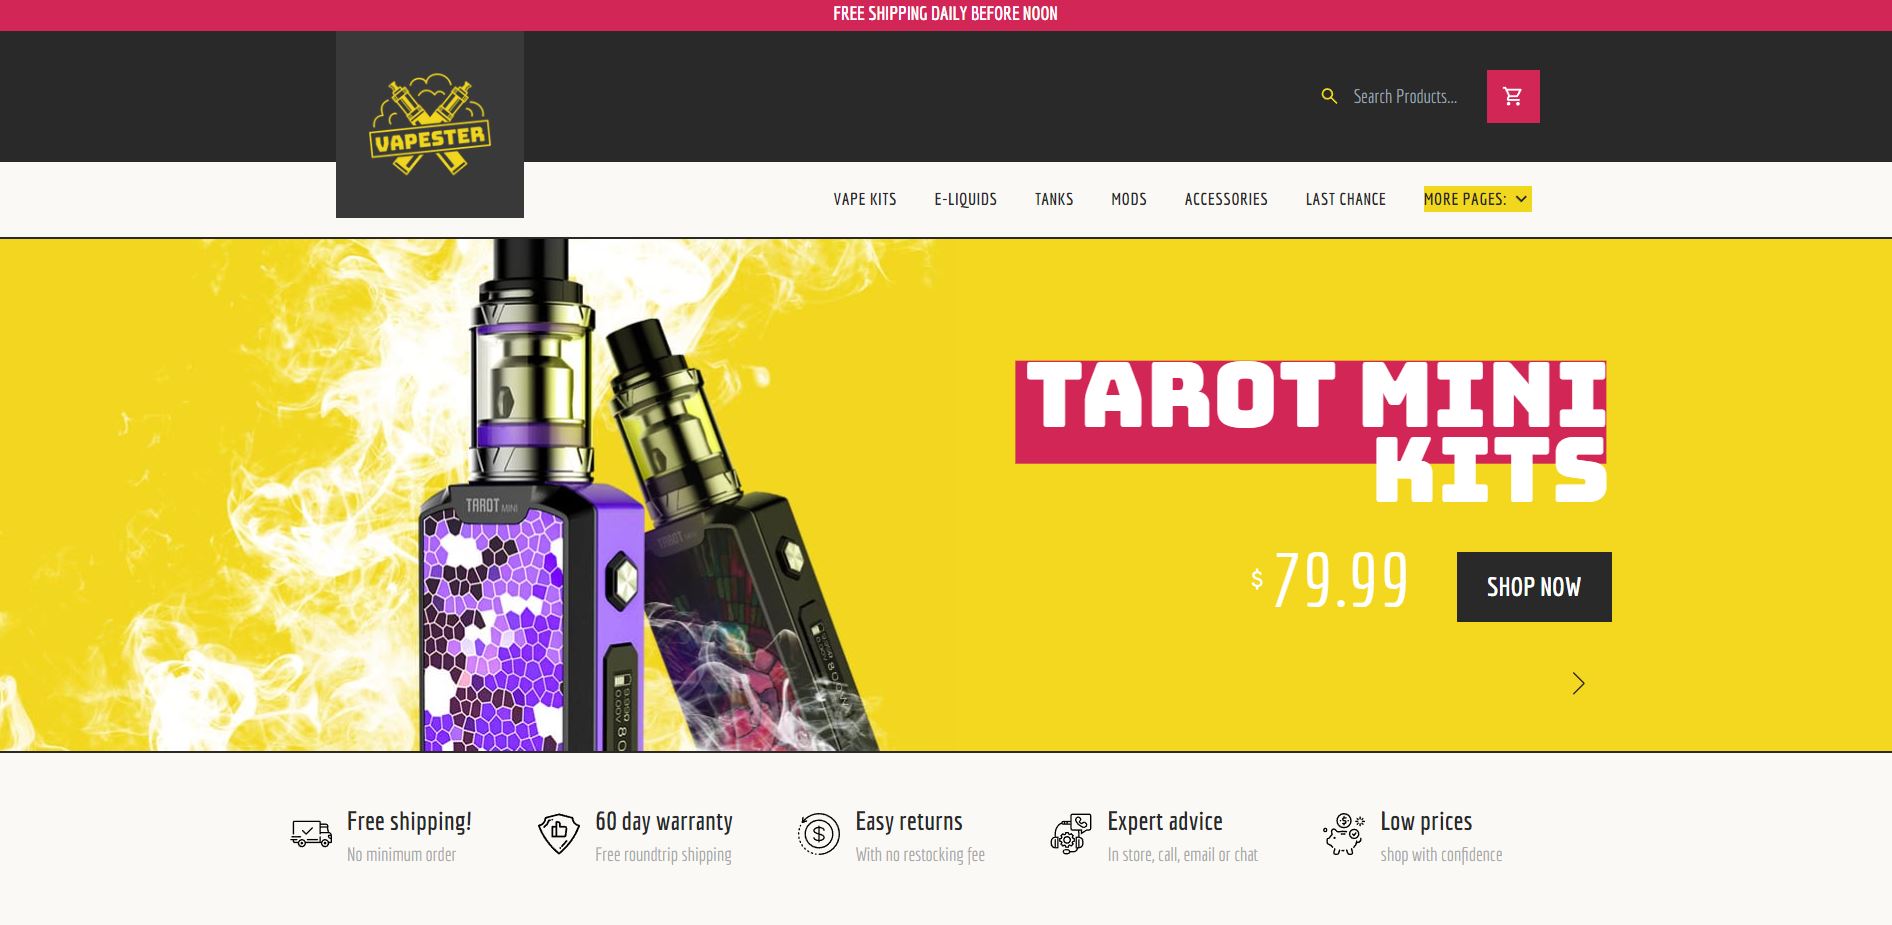 FREE SHIPPING DAILY BEFORE NOON
VAPESTER
Search Products...
VAPE KITS E-LIQUIDS TANKS MODS ACCESSORIES LAST CHANCE MORE PAGES:
TAROT MINI
KITS
$79.99
SHOP NOW
TAROT MINI
TAROT MINI
Free shipping! 60 day warranty Easy returns Expert advice Low prices
No minimum order Free roundtrip shipping With no restocking fee In store, call, email or chat shop with confidence